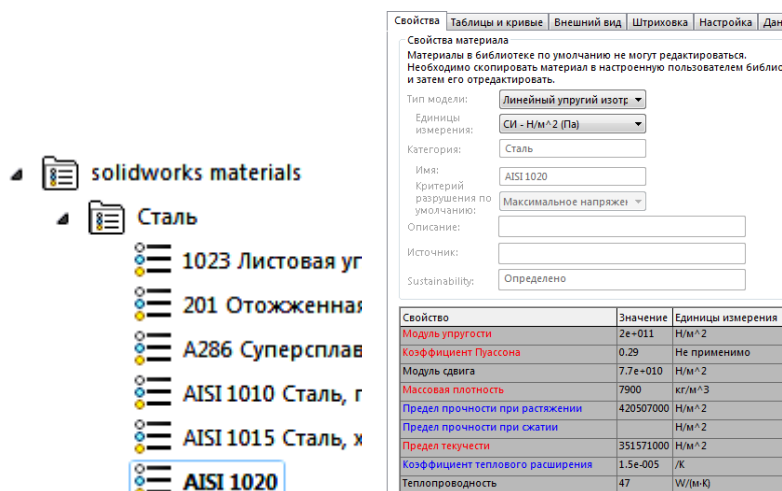 solidworks materials
Сталь
1023 Листовая уг
201 Отожженная
A286 Суперсплав
AISI 1010 Сталь, г
AISI 1015 Сталь, х
AISI 1020
Свойства Таблицы и кривые Внешний вид Штриховка Настройка Дан
Свойства материала
Материалы в библиотеке по умолчанию не могут редактироваться.
Необходимо скопировать материал в настроенную пользователем библио
и затем его отредактировать.
Тип модели: Линейный упругий изотр
Единицы
измерения: СИ - Н/м^2 (Па)
Категория: Сталь
Имя: AISI 1020
Критерий
разрушения по
умолчанию: Максимальное напряжен
Описание:
Источник:
Sustainability: Определено
Свойство Значение Единицы измерения
Модуль упругости 2e+011 Н/м^2
Коэффициент Пуассона 0.29 Не применимо
Модуль сдвига 7.7e+010 Н/м^2
Массовая плотность 7900 кг/м^3
Предел прочности при растяжении 420507000 Н/м^2
Предел прочности при сжатии Н/м^2
Предел текучести 351571000 Н/м^2
Коэффициент теплового расширения 1.5e-005 /K
Теплопроводность 47 W/(м·K)